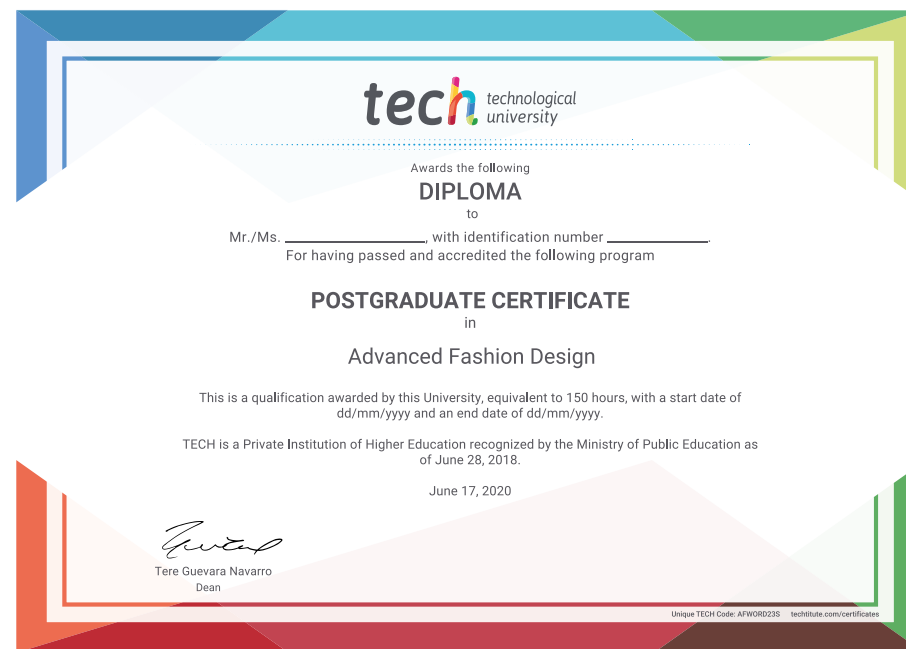 tech technological
university
Awards the following
DIPLOMA
to
Mr./Ms. ____________________, with identification number ______________.
For having passed and accredited the following program
POSTGRADUATE CERTIFICATE
in
Advanced Fashion Design
This is a qualification awarded by this University, equivalent to 150 hours, with a start date of
dd/mm/yyyy and an end date of dd/mm/yyyy.
TECH is a Private Institution of Higher Education recognized by the Ministry of Public Education as
of June 28, 2018.
June 17, 2020
Tere Guevara Navarro
Dean
Unique TECH Code: AFWORD23S techtitute.com/certificates